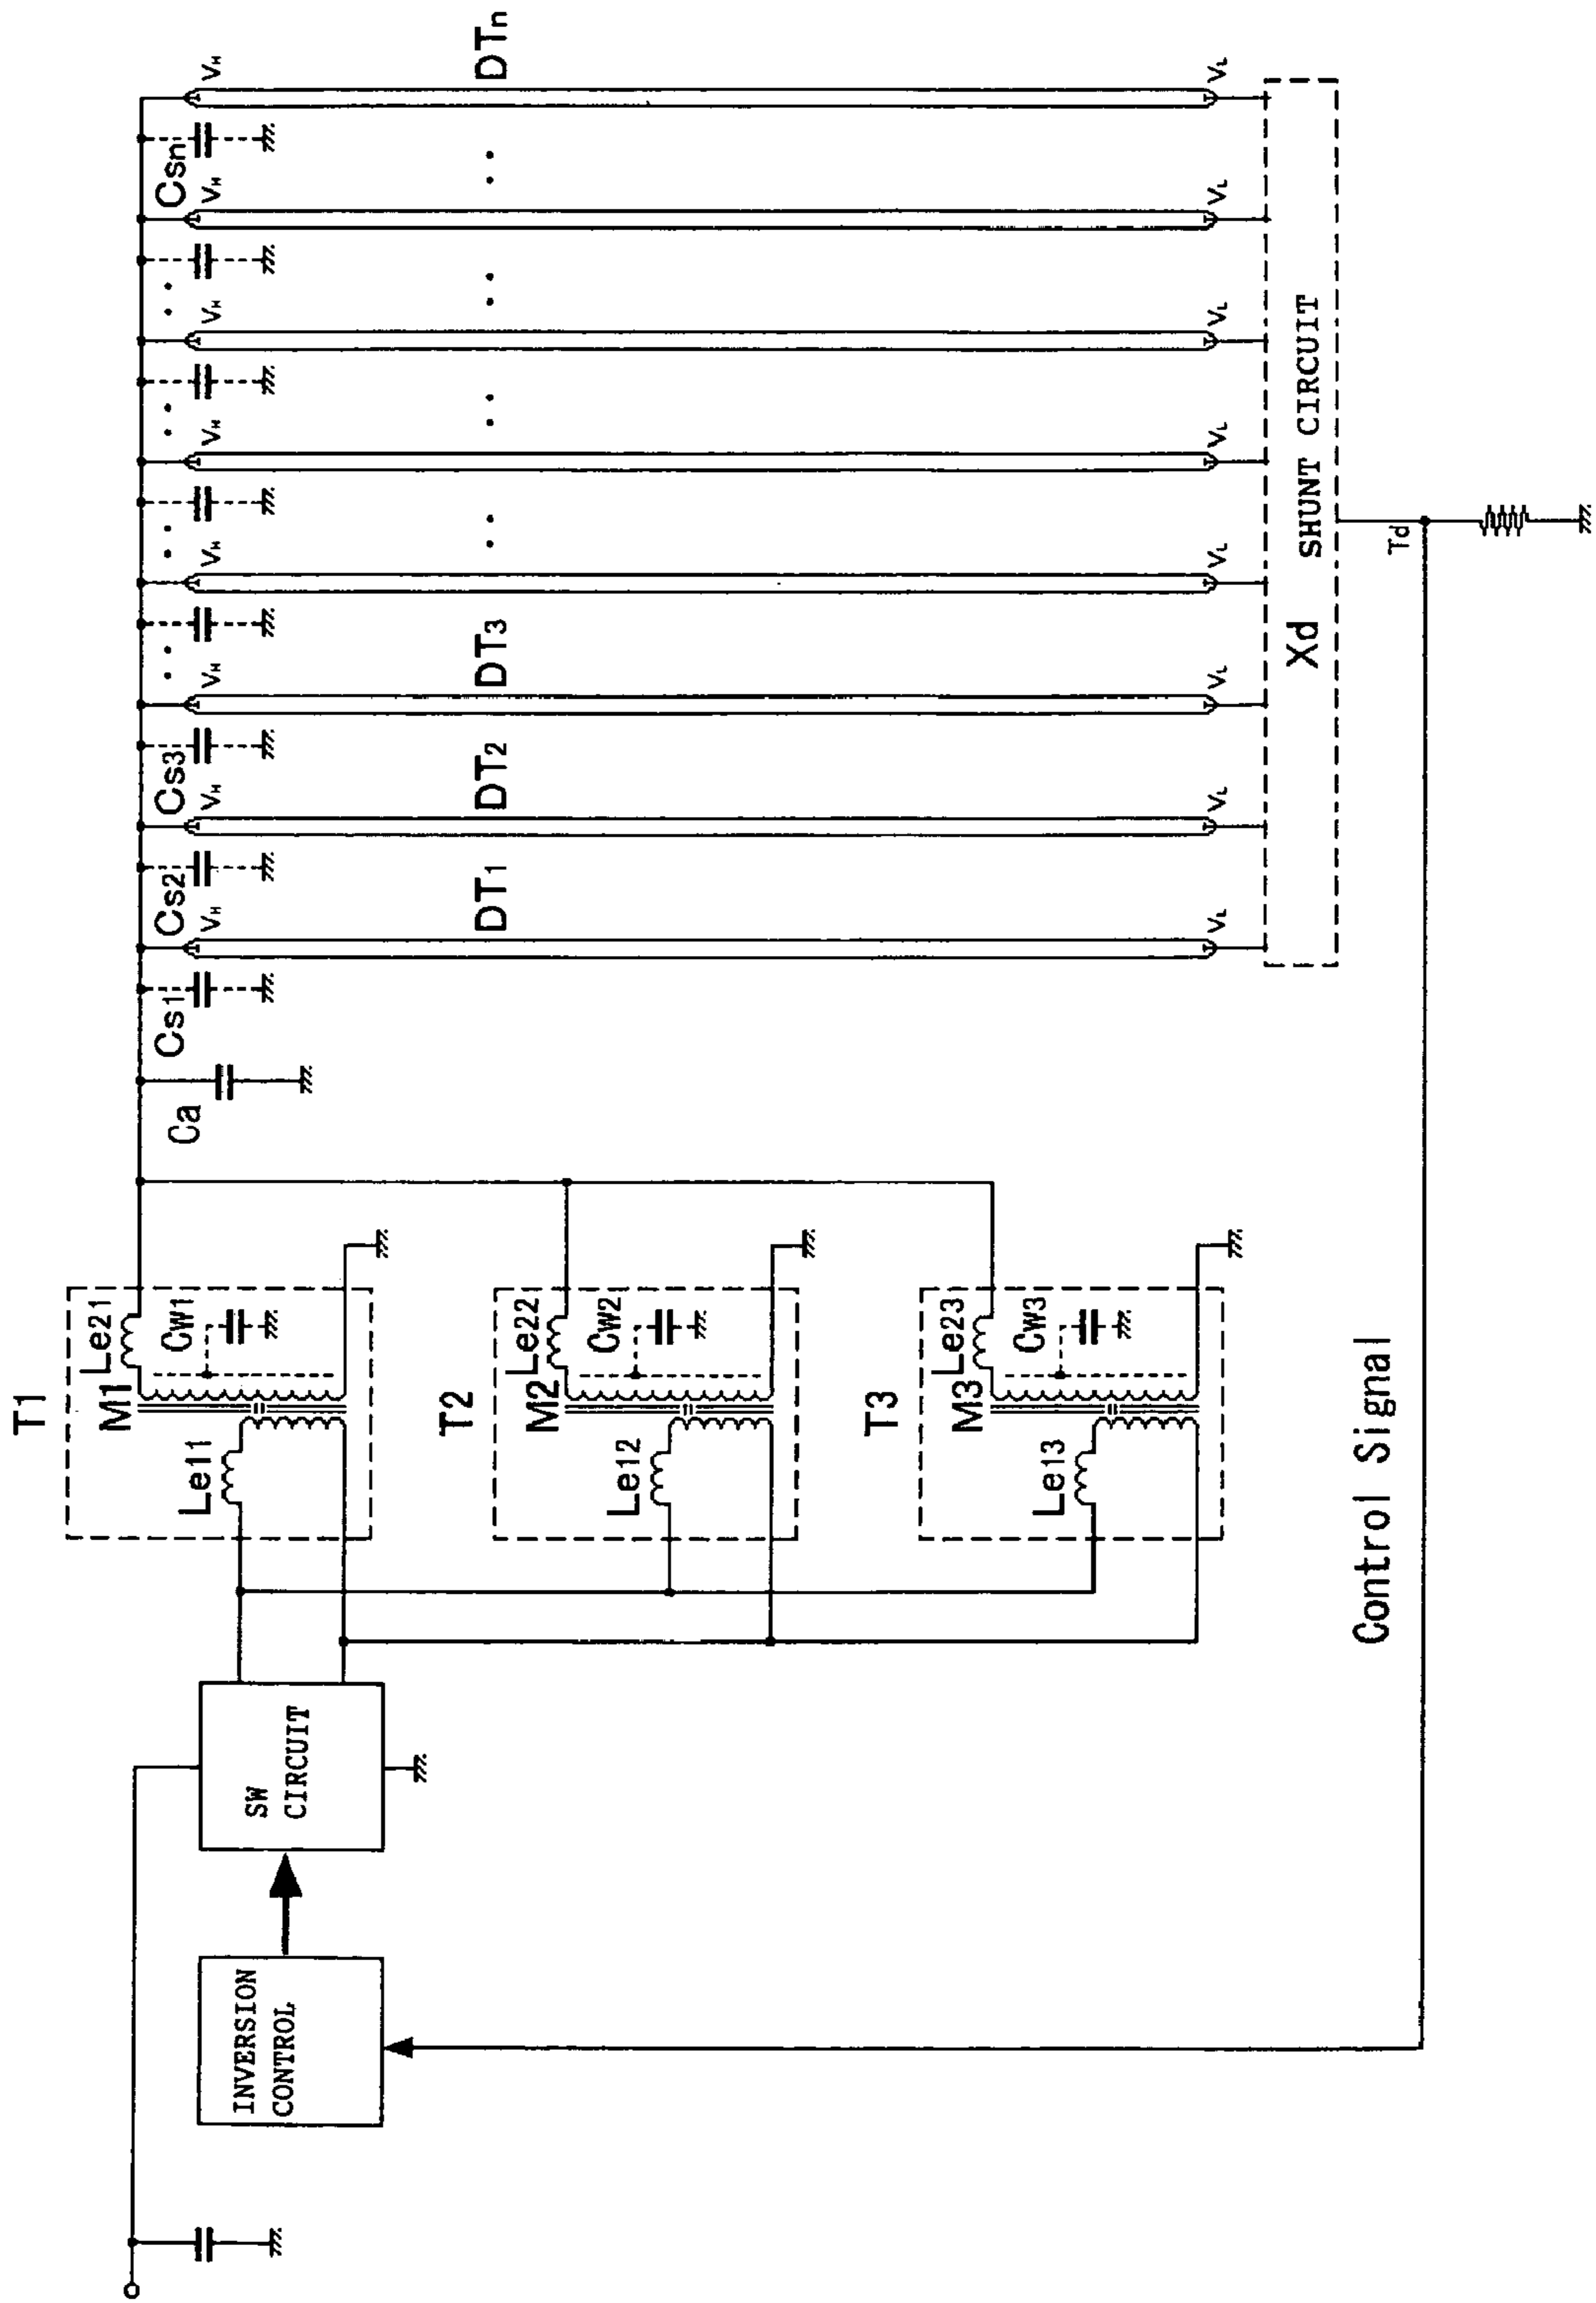 T1
T2
T3
Le21
Le22
Le23
M1
M2
M3
Cw1
Cw2
Cw3
Le11
Le12
Le13
SW
CIRCUIT
INVERSION
CONTROL
Ca
Cs1
Cs2
Cs3
Csn
VH
VH
VH
VH
VH
VH
VH
VH
DT1
DT2
DT3
DTn
VL
VL
VL
VL
VL
VL
VL
VL
Xd SHUNT CIRCUIT
Td
Control Signal